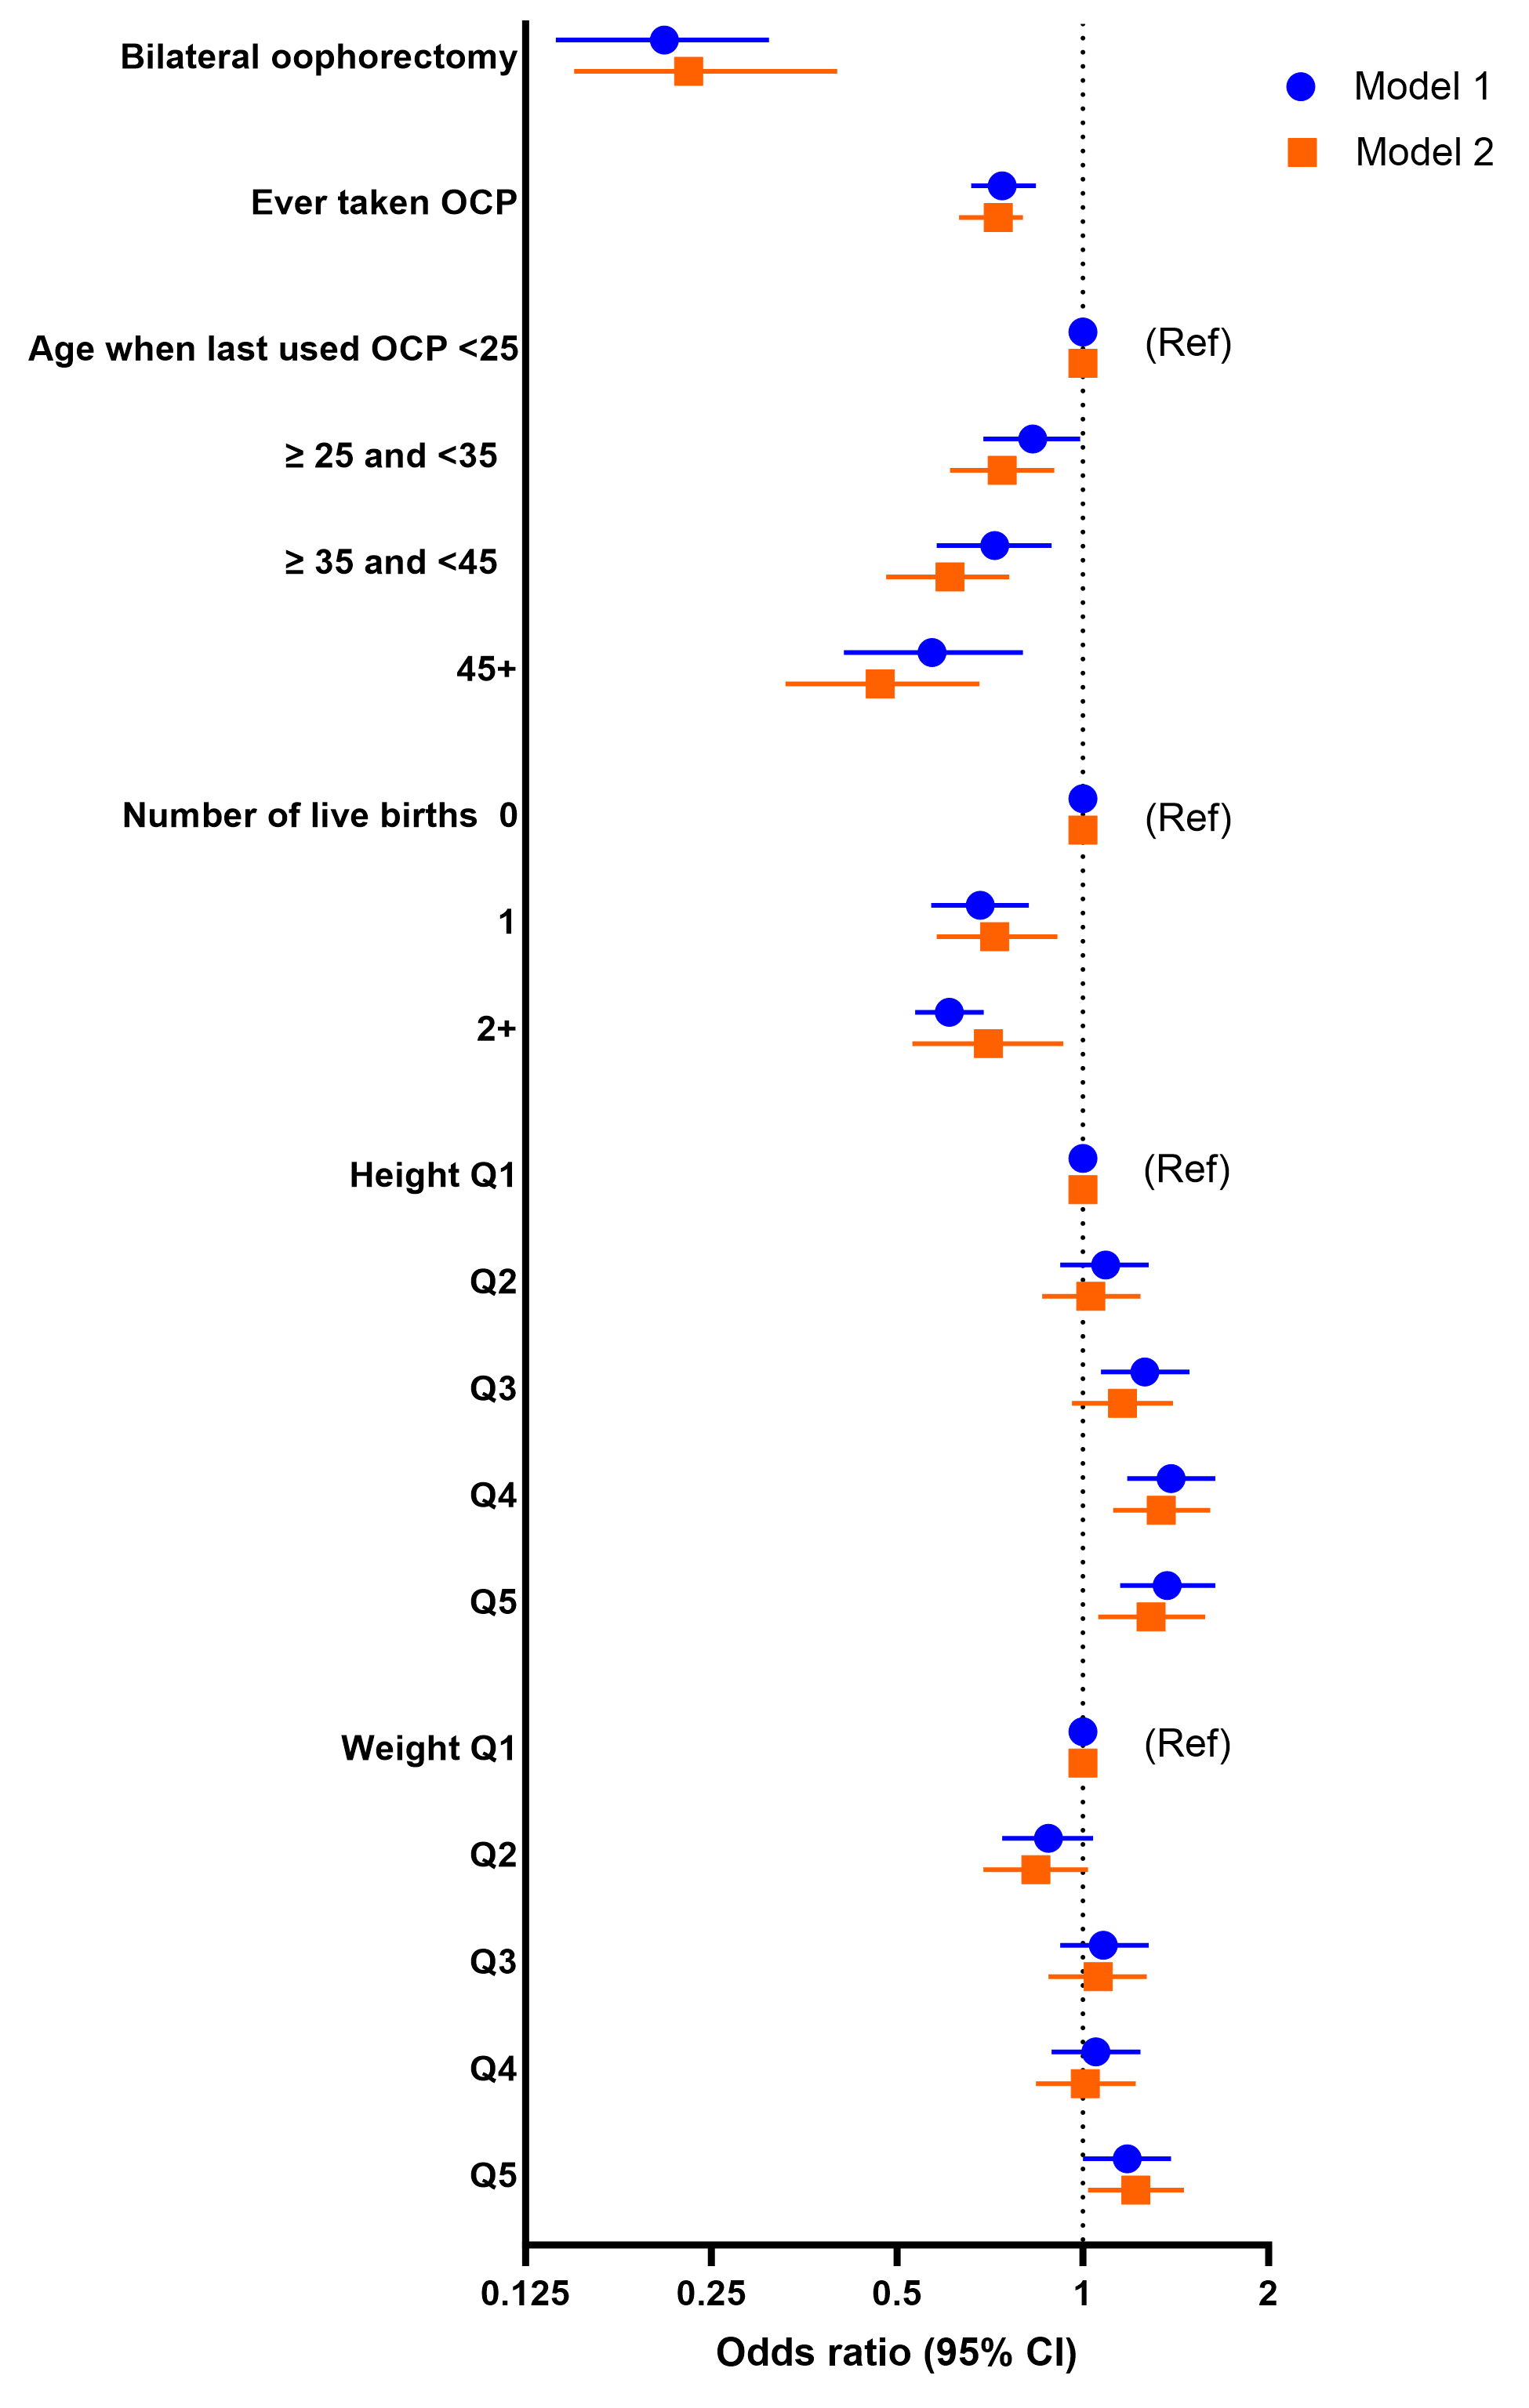 Bilateral oophorectomy
Model 1
Model 2
Ever taken OCP
Age when last used OCP <25 (Ref)
≥ 25 and <35
≥ 35 and <45
45+
Number of live births 0 (Ref)
1
2+
Height Q1 (Ref)
Q2
Q3
Q4
Q5
Weight Q1 (Ref)
Q2
Q3
Q4
Q5
0.125 0.25 0.5 1 2
Odds ratio (95% CI)